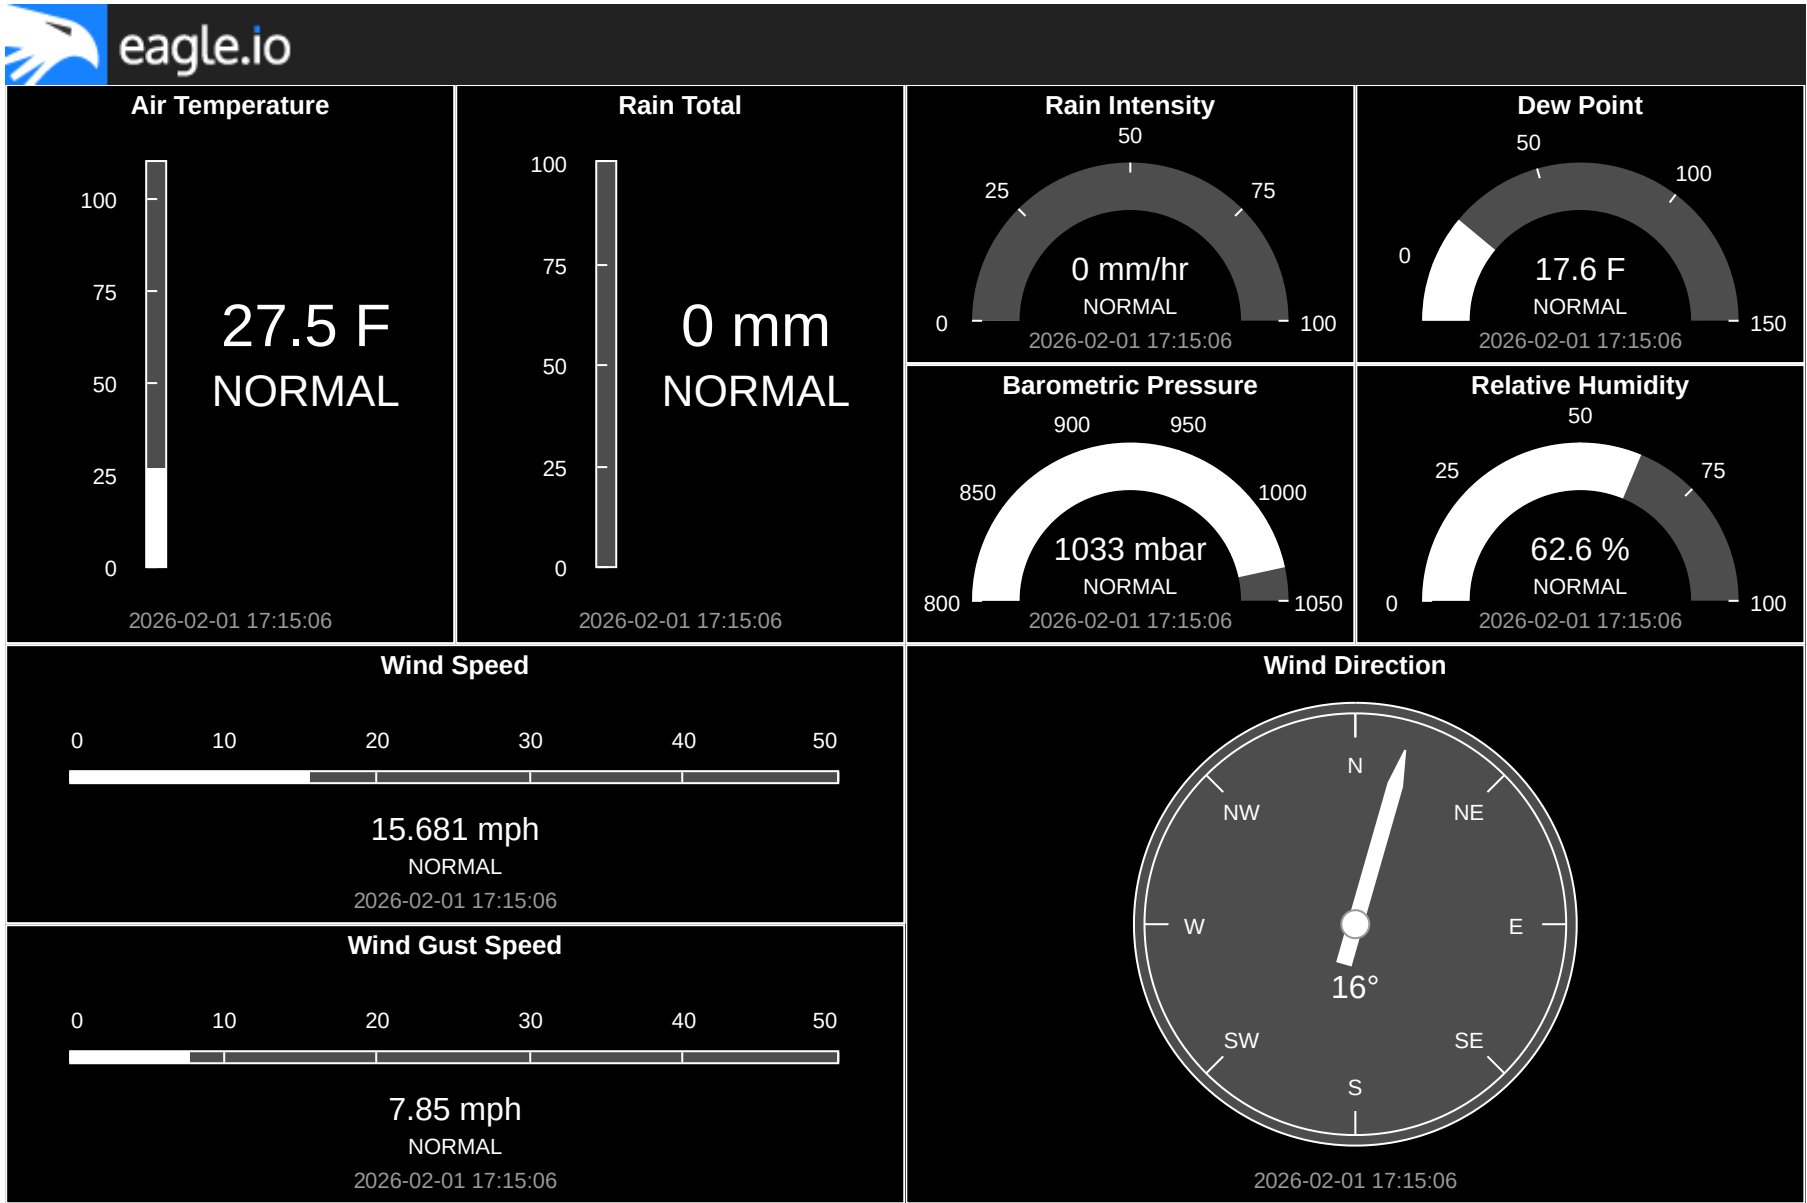 eagle.io
Air Temperature
100
75
50
25
0
27.5 F
NORMAL
2026-02-01 17:15:06
Rain Total
100
75
50
25
0
0 mm
NORMAL
2026-02-01 17:15:06
Rain Intensity
50
25
75
0
100
0 mm/hr
NORMAL
2026-02-01 17:15:06
Dew Point
50
100
0
150
17.6 F
NORMAL
2026-02-01 17:15:06
Barometric Pressure
900
950
850
1000
800
1050
1033 mbar
NORMAL
2026-02-01 17:15:06
Relative Humidity
50
25
75
0
100
62.6 %
NORMAL
2026-02-01 17:15:06
Wind Speed
0 10 20 30 40 50
15.681 mph
NORMAL
2026-02-01 17:15:06
Wind Gust Speed
0 10 20 30 40 50
7.85 mph
NORMAL
2026-02-01 17:15:06
Wind Direction
N
NW
NE
W
E
16°
SW
SE
S
2026-02-01 17:15:06